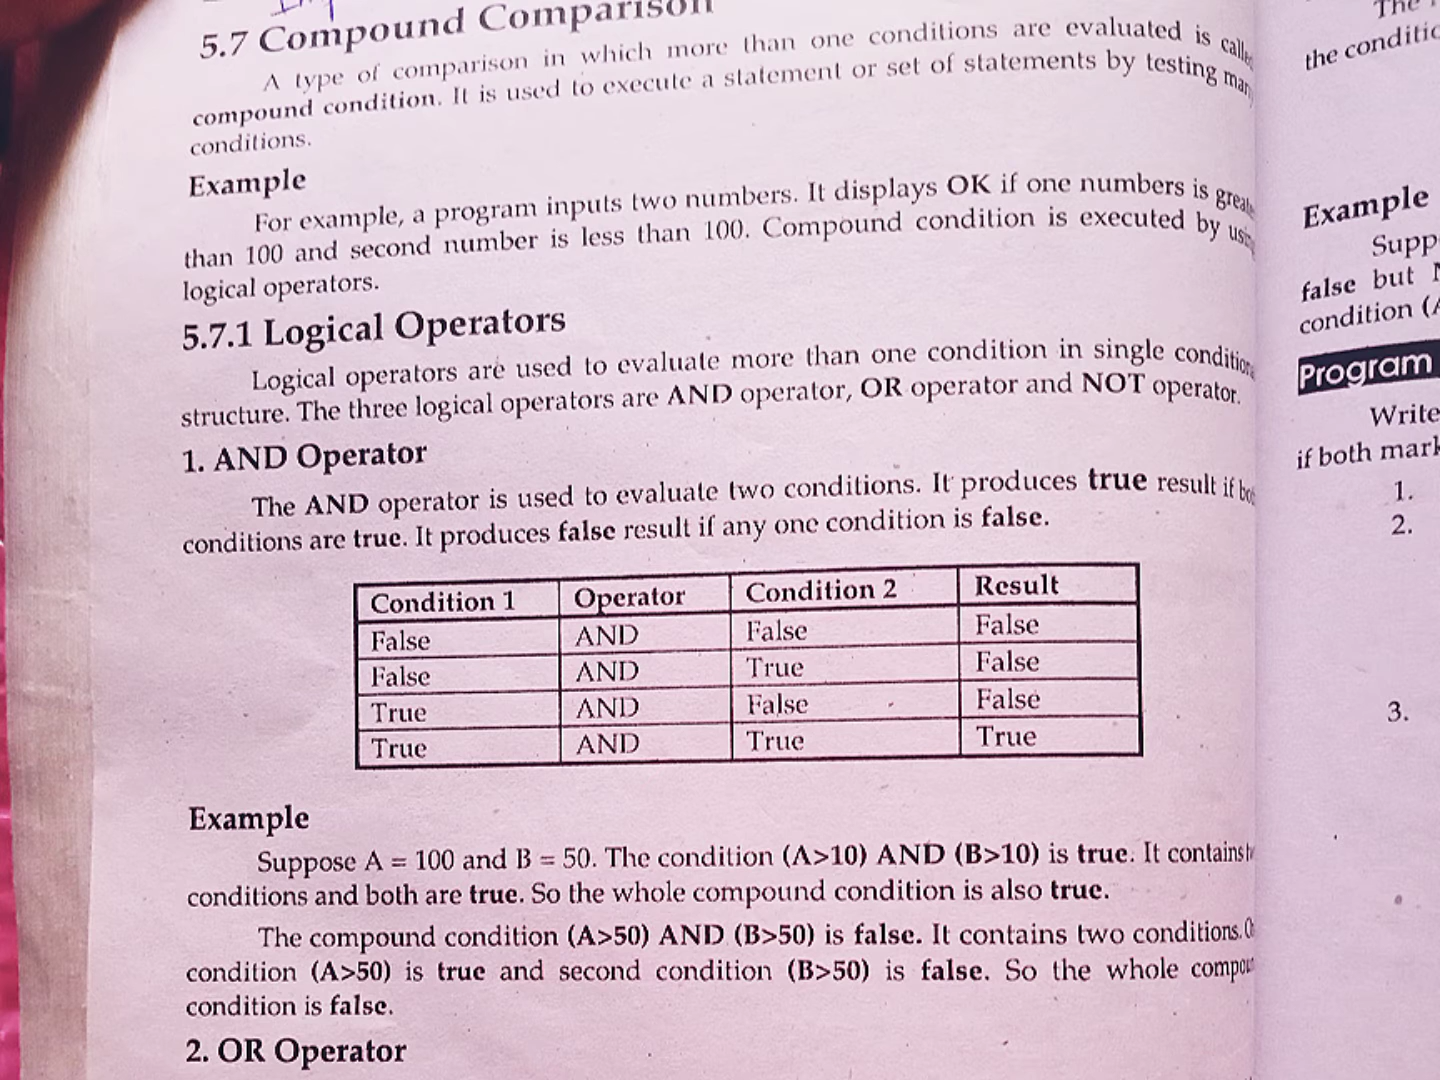 5.7 Compound Comparison
A type of comparison in which more than one conditions are evaluated is
compound condition. It is used to execute a statement or set of statements by testing
conditions.
Example
For example, a program inputs two numbers. It displays OK if one numbers is
than 100 and second number is less than 100. Compound condition is executed by
logical operators.
5.7.1 Logical Operators
Logical operators are used to evaluate more than one condition in single
structure. The three logical operators are AND operator, OR operator and NOT operator.
1. AND Operator
The AND operator is used to evaluate two conditions. It produces true result if
conditions are true. It produces false result if any one condition is false.
Condition 1 Operator Condition 2 Result
False AND False False
False AND True False
True AND False False
True AND True True
Example
Suppose A = 100 and B = 50. The condition (A>10) AND (B>10) is true. It contains
conditions and both are true. So the whole compound condition is also true.
The compound condition (A>50) AND (B>50) is false. It contains two conditions.
condition (A>50) is true and second condition (B>50) is false. So the whole
condition is false.
2. OR Operator
The
the
Example
false but
condition
Program
Write
if both
1.
2.
3.